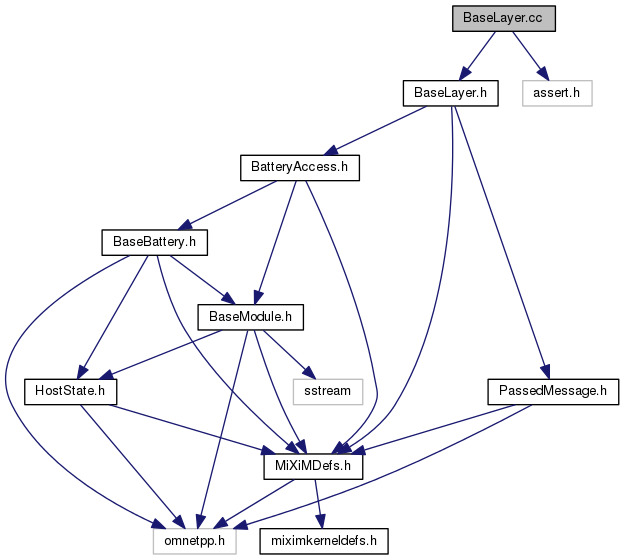 BaseLayer.cc
BaseLayer.h
assert.h
BatteryAccess.h
BaseBattery.h
BaseModule.h
HostState.h
sstream
PassedMessage.h
MiXiMDefs.h
omnetpp.h
miximkerneldefs.h